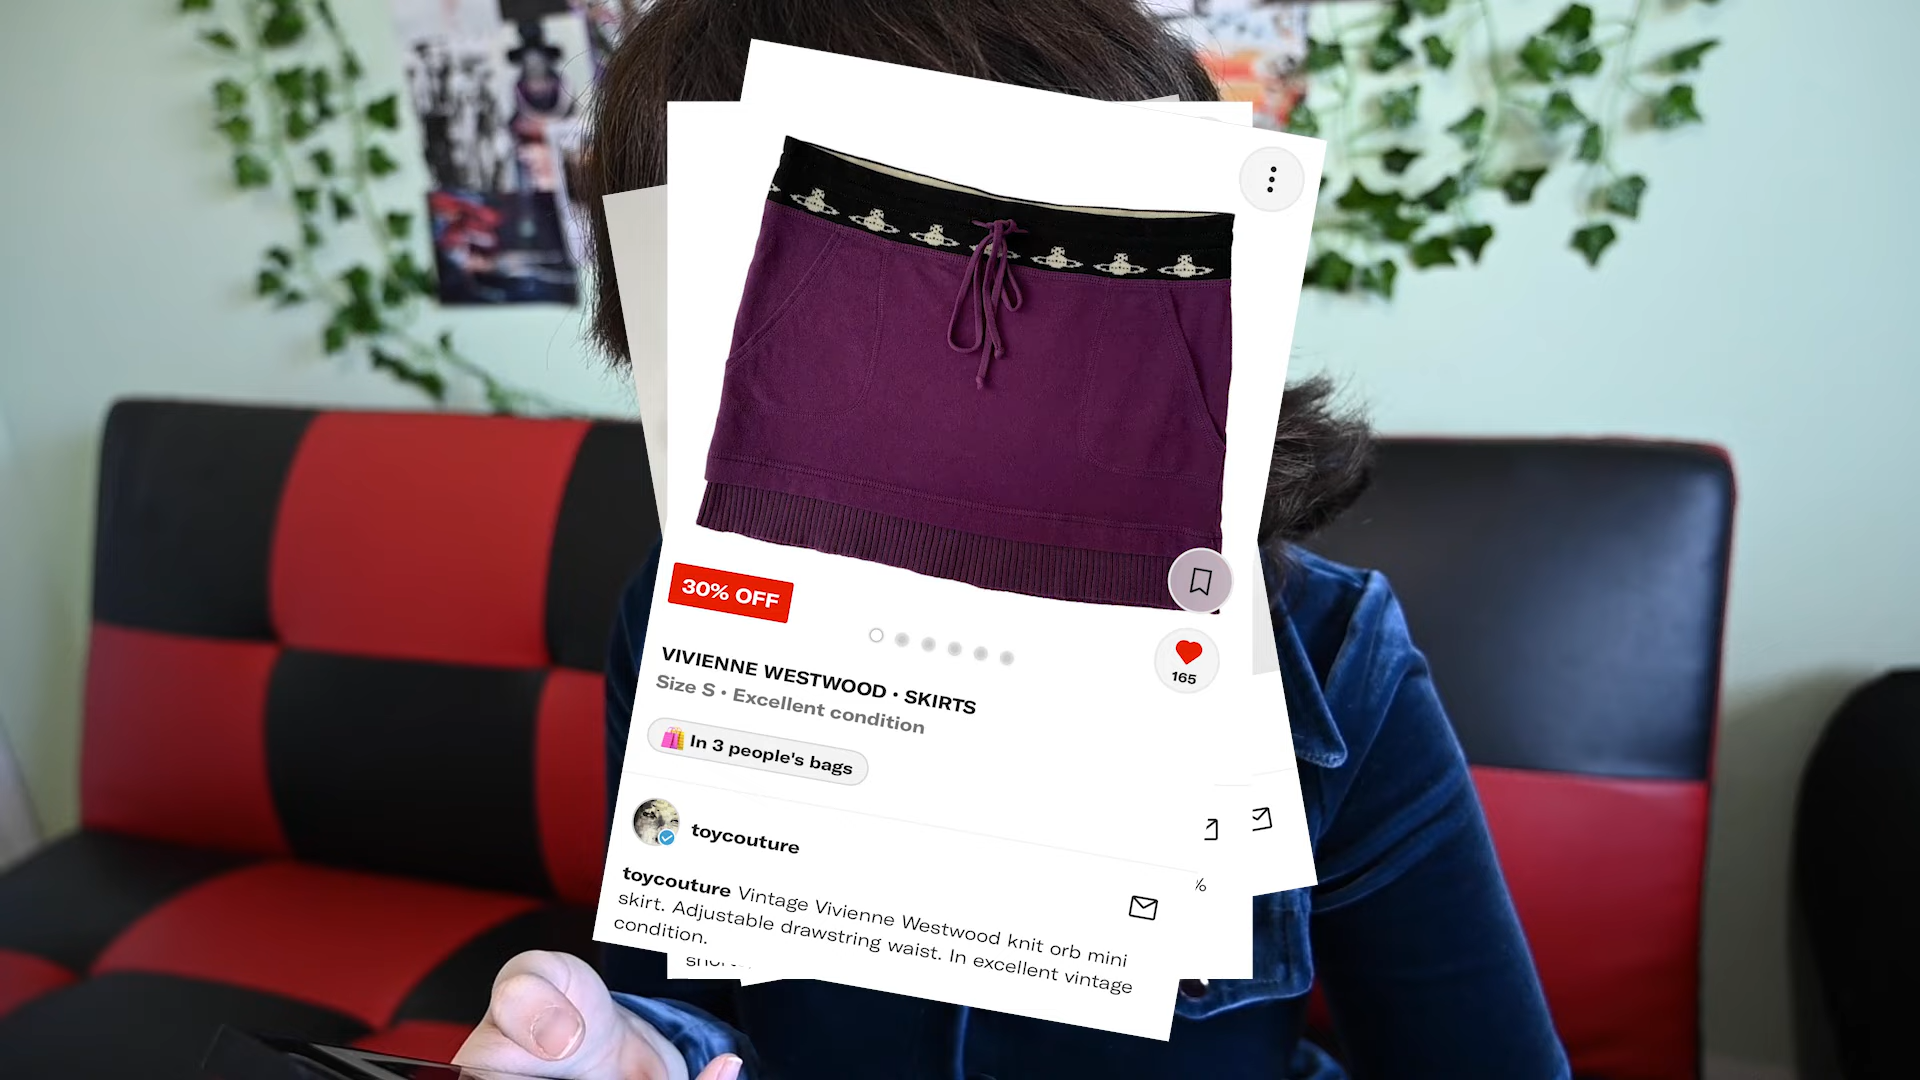 30% OFF
165
VIVIENNE WESTWOOD • SKIRTS
Size S • Excellent condition
In 3 people's bags
toycouture
%
toycouture Vintage Vivienne Westwood knit orb mini
skirt. Adjustable drawstring waist. In excellent vintage
condition.